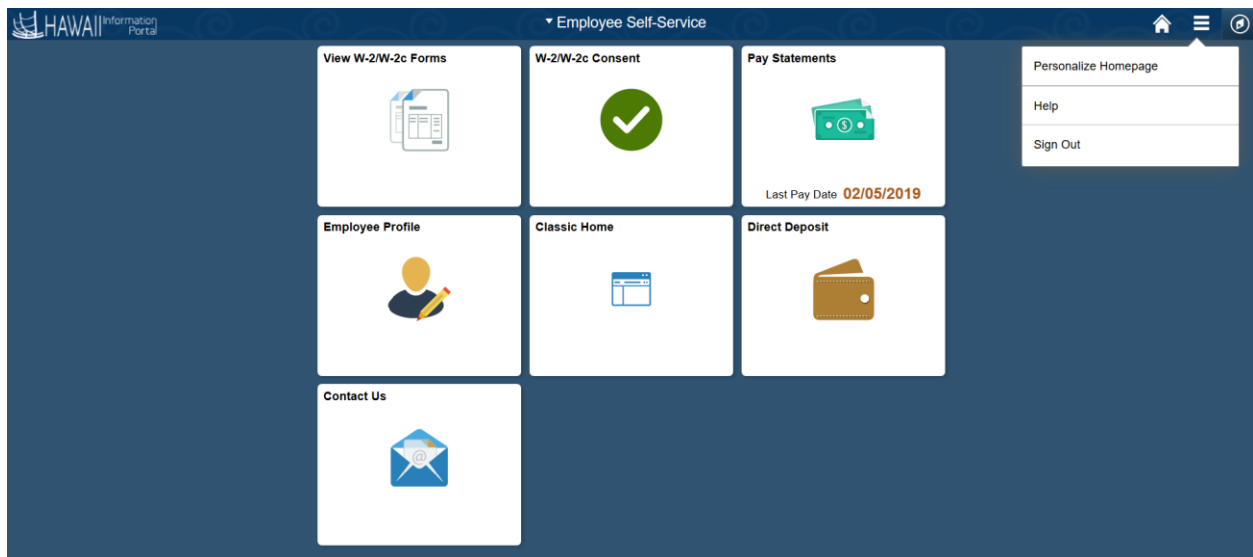 HAWAII Information Portal
Employee Self-Service
View W-2/W-2c Forms
W-2/W-2c Consent
Pay Statements
Last Pay Date 02/05/2019
Personalize Homepage
Help
Sign Out
Employee Profile
Classic Home
Direct Deposit
Contact Us
@